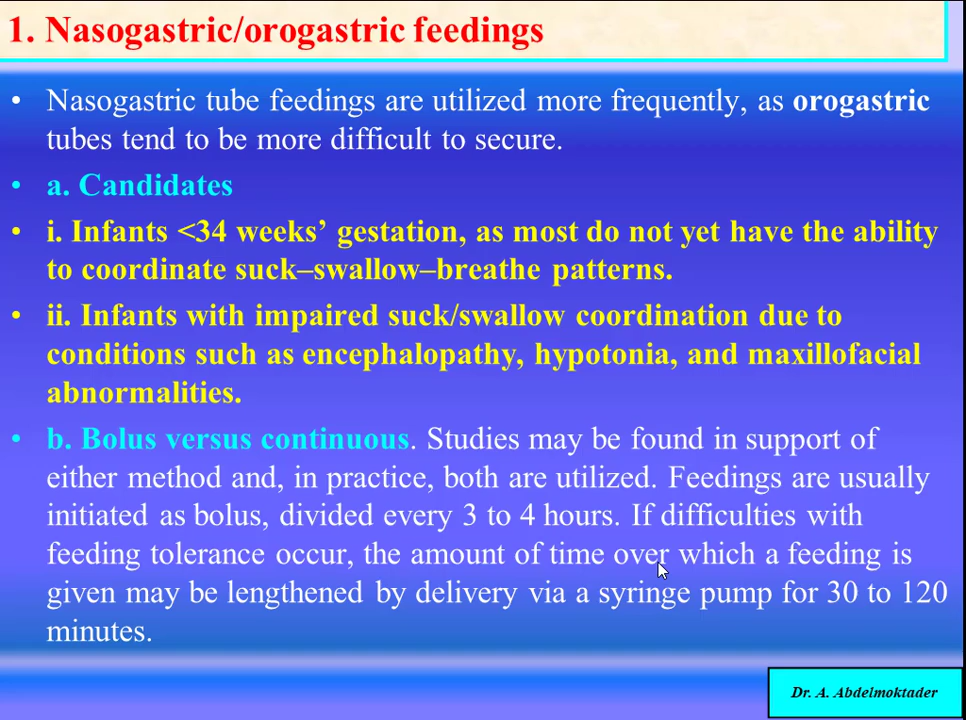 1. Nasogastric/orogastric feedings
• Nasogastric tube feedings are utilized more frequently, as orogastric
tubes tend to be more difficult to secure.
• a. Candidates
• i. Infants <34 weeks’ gestation, as most do not yet have the ability
to coordinate suck–swallow–breathe patterns.
• ii. Infants with impaired suck/swallow coordination due to
conditions such as encephalopathy, hypotonia, and maxillofacial
abnormalities.
• b. Bolus versus continuous. Studies may be found in support of
either method and, in practice, both are utilized. Feedings are usually
initiated as bolus, divided every 3 to 4 hours. If difficulties with
feeding tolerance occur, the amount of time over which a feeding is
given may be lengthened by delivery via a syringe pump for 30 to 120
minutes.
Dr. A. Abdelmoktader